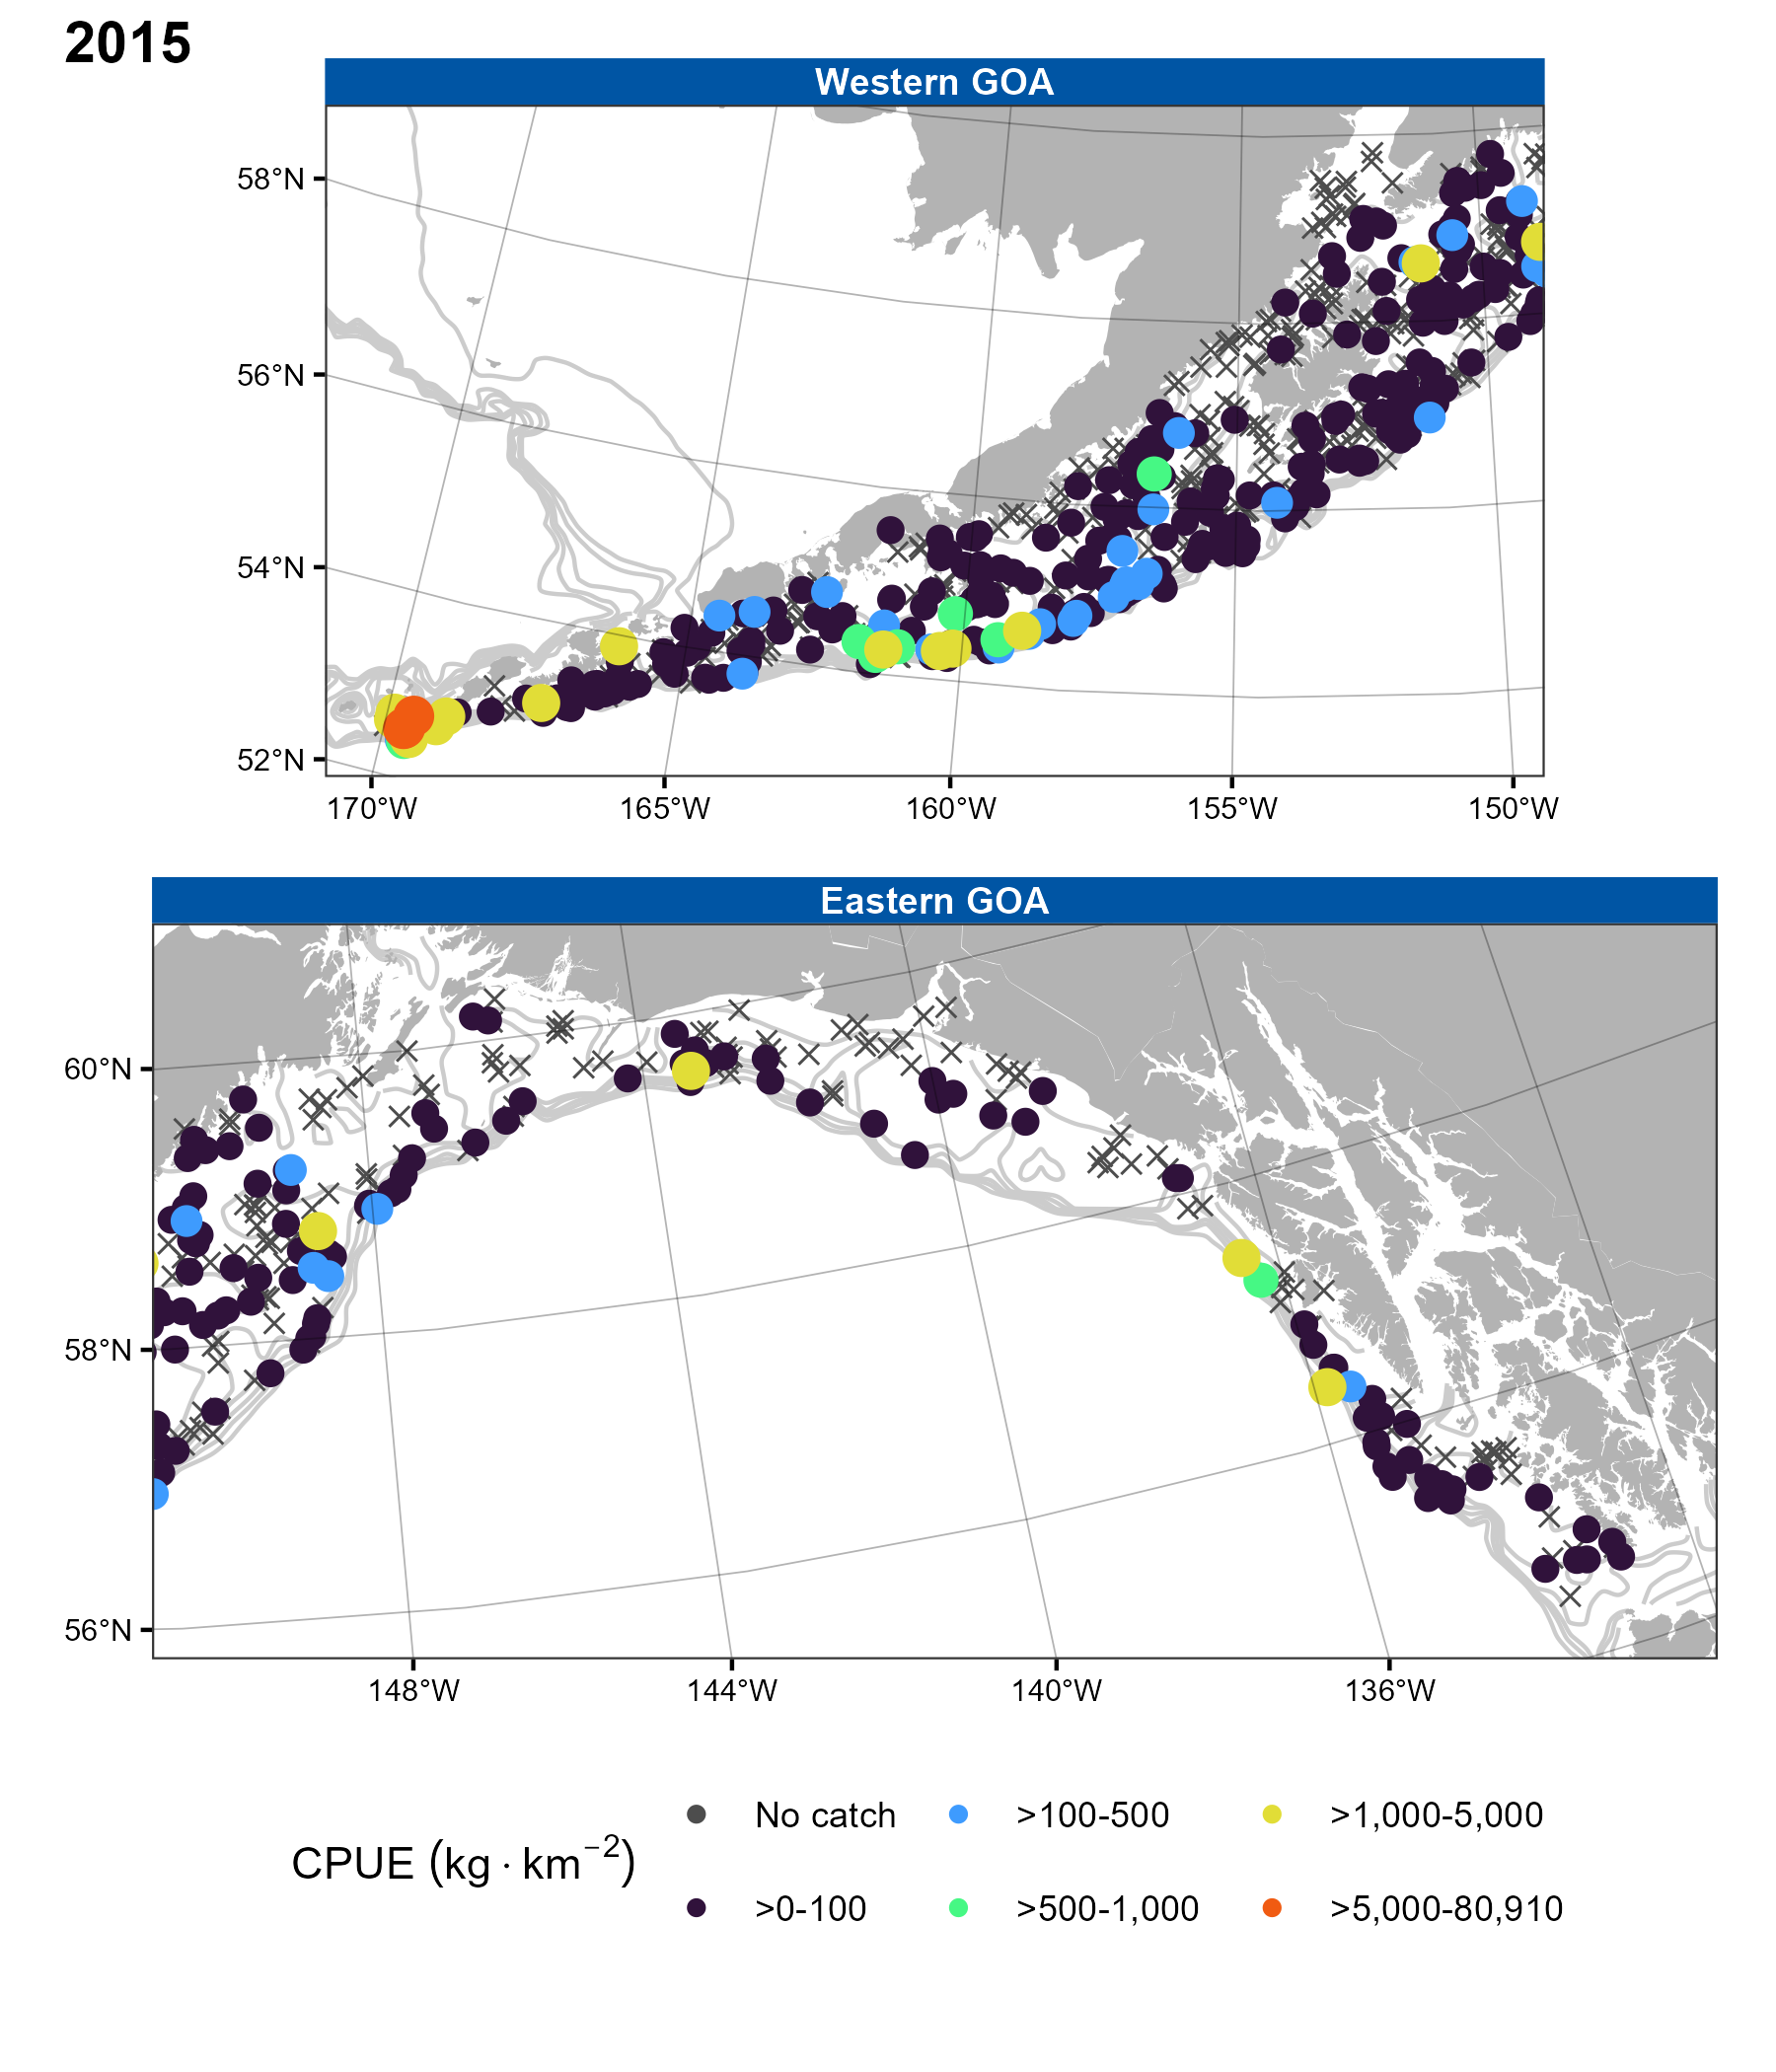 2015
Western GOA
58°N
56°N
54°N
52°N
170°W 165°W 160°W 155°W 150°W
Eastern GOA
60°N
58°N
56°N
148°W 144°W 140°W 136°W
CPUE (kg · km⁻²)
No catch >100-500 >1,000-5,000
>0-100 >500-1,000 >5,000-80,910